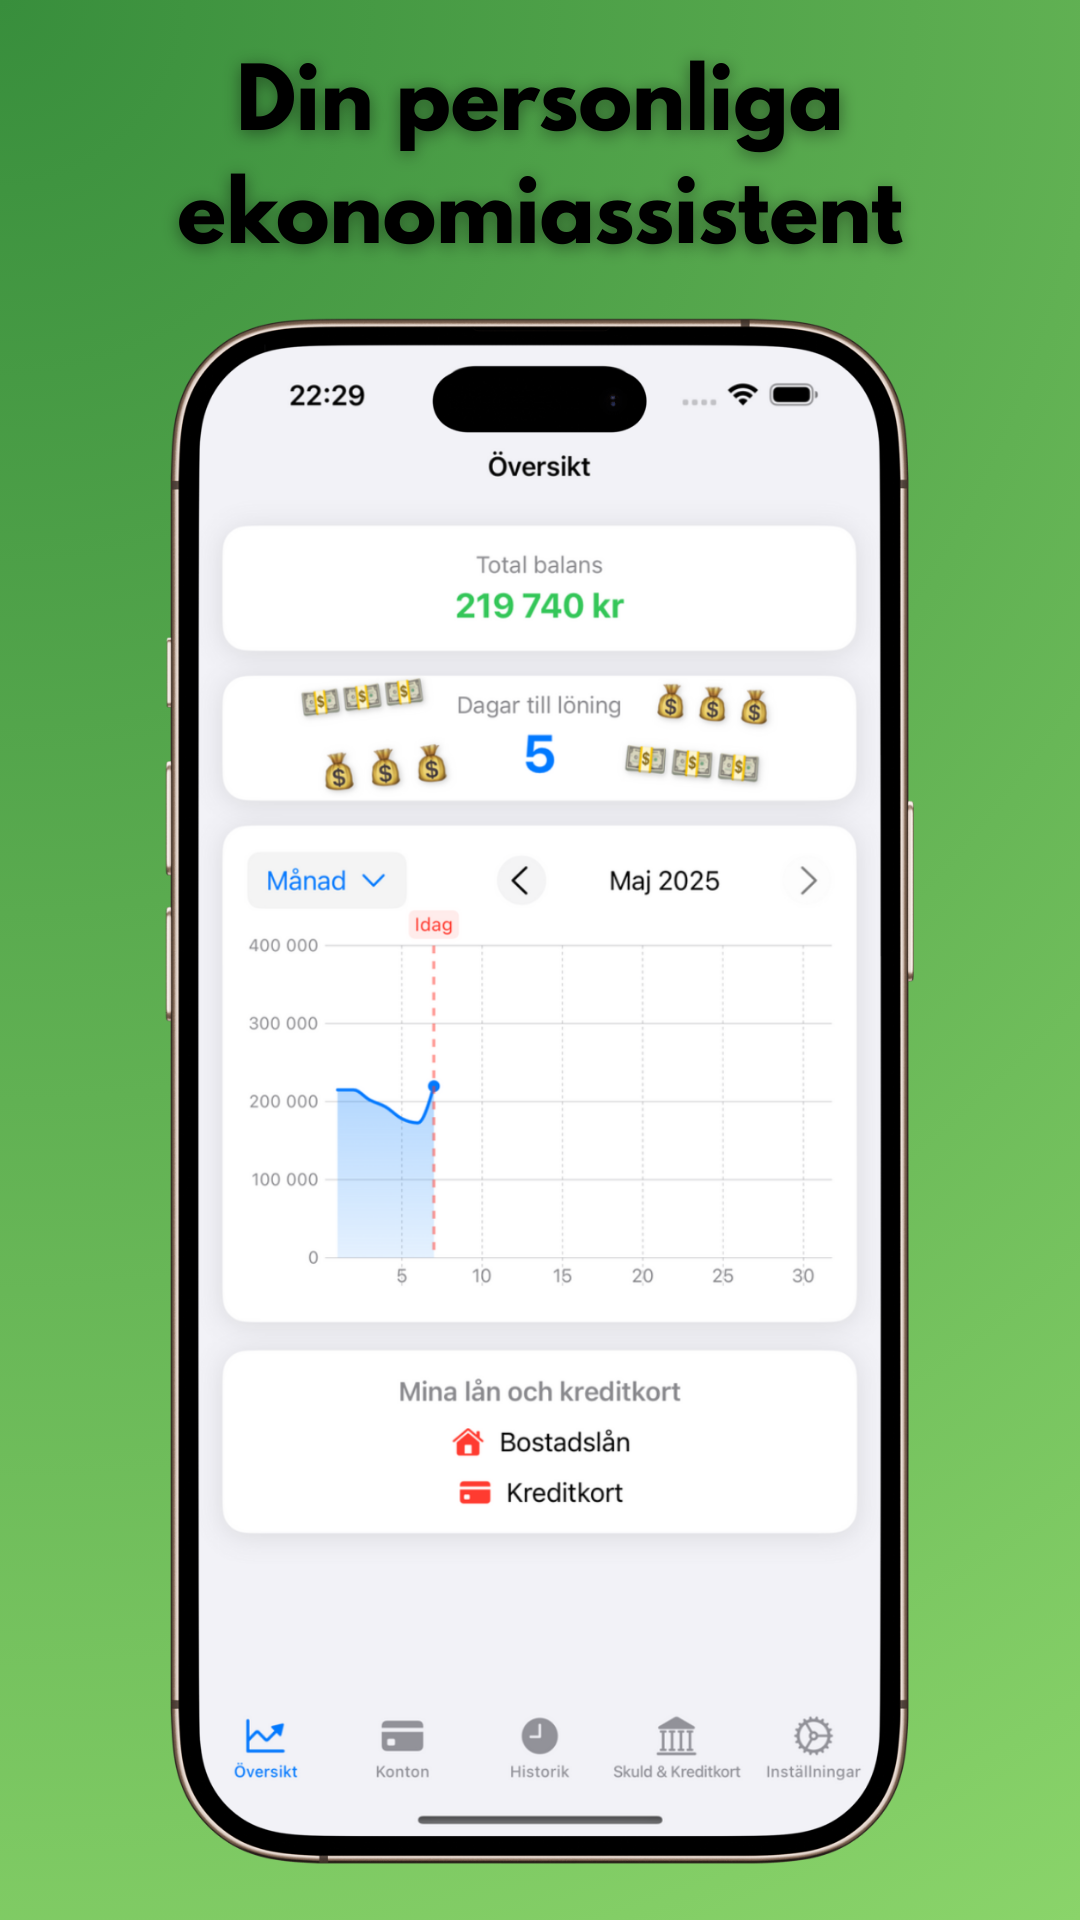 Din personliga
ekonomiassistent
22:29
Översikt
Total balans
219 740 kr
Dagar till löning
5
Månad
Maj 2025
Idag
400 000
300 000
200 000
100 000
0
5 10 15 20 25 30
Mina lån och kreditkort
Bostadslån
Kreditkort
Översikt Konton Historik Skuld & Kreditkort Inställningar